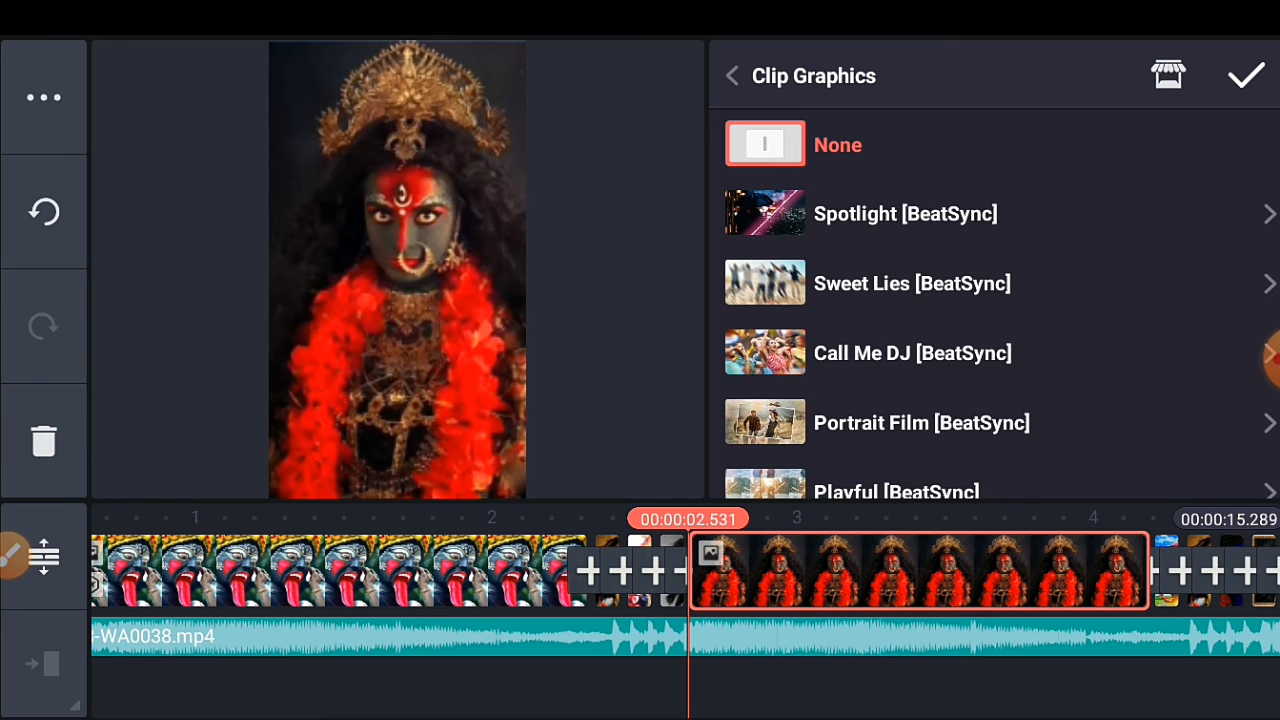 Clip Graphics
None
Spotlight [BeatSync]
Sweet Lies [BeatSync]
Call Me DJ [BeatSync]
Portrait Film [BeatSync]
Playful [BeatSync]
1
2
00:00:02.531
3
4
00:00:15.289
-WA0038.mp4